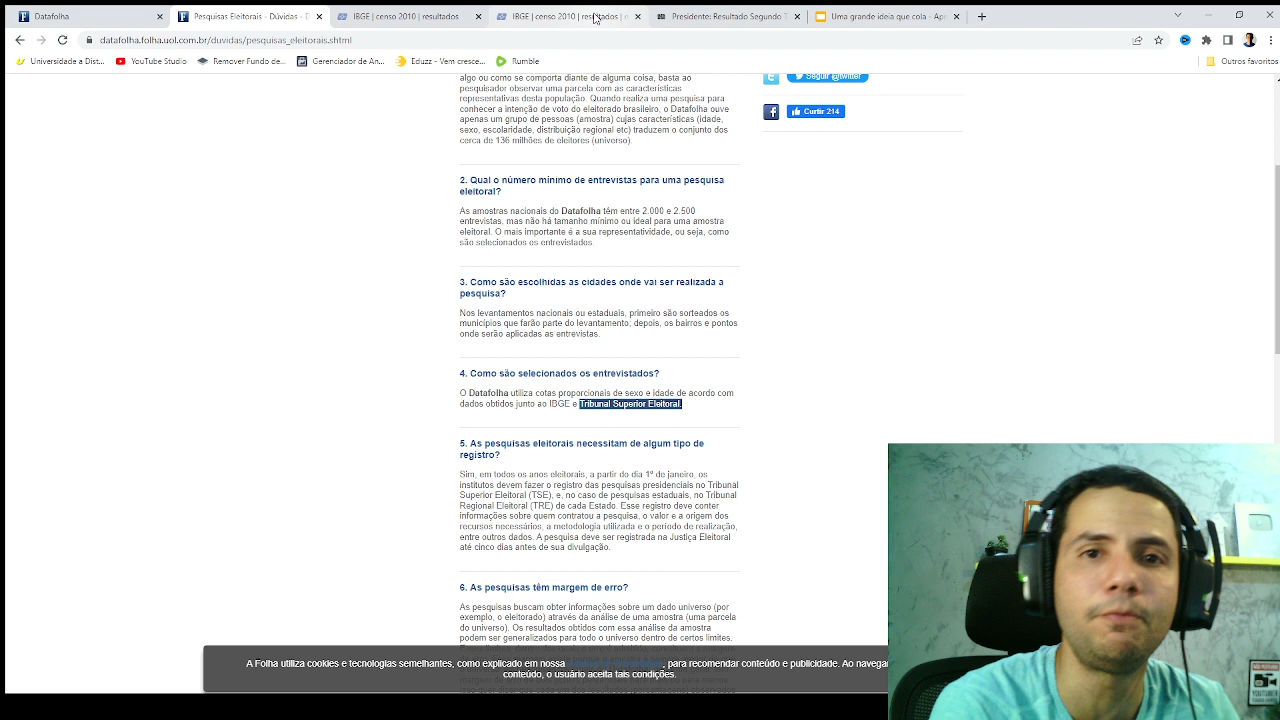 Datafolha
Pesquisas Eleitorais - Dúvidas - D
IBGE | censo 2010 | resultados
IBGE | censo 2010 | resultados |
Presidente: Resultado Segundo T
Uma grande ideia que cola - Apr
datafolha.folha.uol.com.br/duvidas/pesquisas_eleitorais.shtml
Universidade a Dist...
YouTube Studio
Remover Fundo de...
Gerenciador de An...
Eduzz - Vem cresce...
Rumble
Outros favoritos
algo ou como se comporta diante de alguma coisa, basta ao
pesquisador observar uma parcela com as características
representativas desta população. Quando realiza uma pesquisa para
conhecer a intenção de voto do eleitorado brasileiro, o Datafolha ouve
apenas um grupo de pessoas (amostra) cujas características (idade,
sexo, escolaridade, distribuição regional etc) traduzem o conjunto dos
cerca de 136 milhões de eleitores (universo).
Seguir @twitter
Curtir 214
2. Qual o número mínimo de entrevistas para uma pesquisa
eleitoral?
As amostras nacionais do Datafolha têm entre 2.000 e 2.500
entrevistas, mas não há tamanho mínimo ou ideal para uma amostra
eleitoral. O mais importante é a sua representatividade, ou seja, como
são selecionados os entrevistados.
3. Como são escolhidas as cidades onde vai ser realizada a
pesquisa?
Nos levantamentos nacionais ou estaduais, primeiro são sorteados os
municípios que farão parte do levantamento; depois, os bairros e pontos
onde serão aplicadas as entrevistas.
4. Como são selecionados os entrevistados?
O Datafolha utiliza cotas proporcionais de sexo e idade de acordo com
dados obtidos junto ao IBGE e Tribunal Superior Eleitoral.
5. As pesquisas eleitorais necessitam de algum tipo de
registro?
Sim, em todos os anos eleitorais, a partir do dia 1º de janeiro, os
institutos devem fazer o registro das pesquisas presidenciais no Tribunal
Superior Eleitoral (TSE), e, no caso de pesquisas estaduais, no Tribunal
Regional Eleitoral (TRE) de cada Estado. Esse registro deve conter
informações sobre quem contratou a pesquisa, o valor e a origem dos
recursos necessários, a metodologia utilizada e o período de realização,
entre outros dados. A pesquisa deve ser registrada na Justiça Eleitoral
até cinco dias antes de sua divulgação.
6. As pesquisas têm margem de erro?
As pesquisas buscam obter informações sobre um dado universo (por
exemplo, o eleitorado) através da análise de uma amostra (uma parcela
do universo). Os resultados obtidos com essa análise da amostra
podem ser generalizados para todo o universo dentro de certos limites.
A Folha utiliza cookies e tecnologias semelhantes, como explicado em nossa , para recomendar conteúdo e publicidade. Ao navegar
conteúdo, o usuário aceita tais condições.